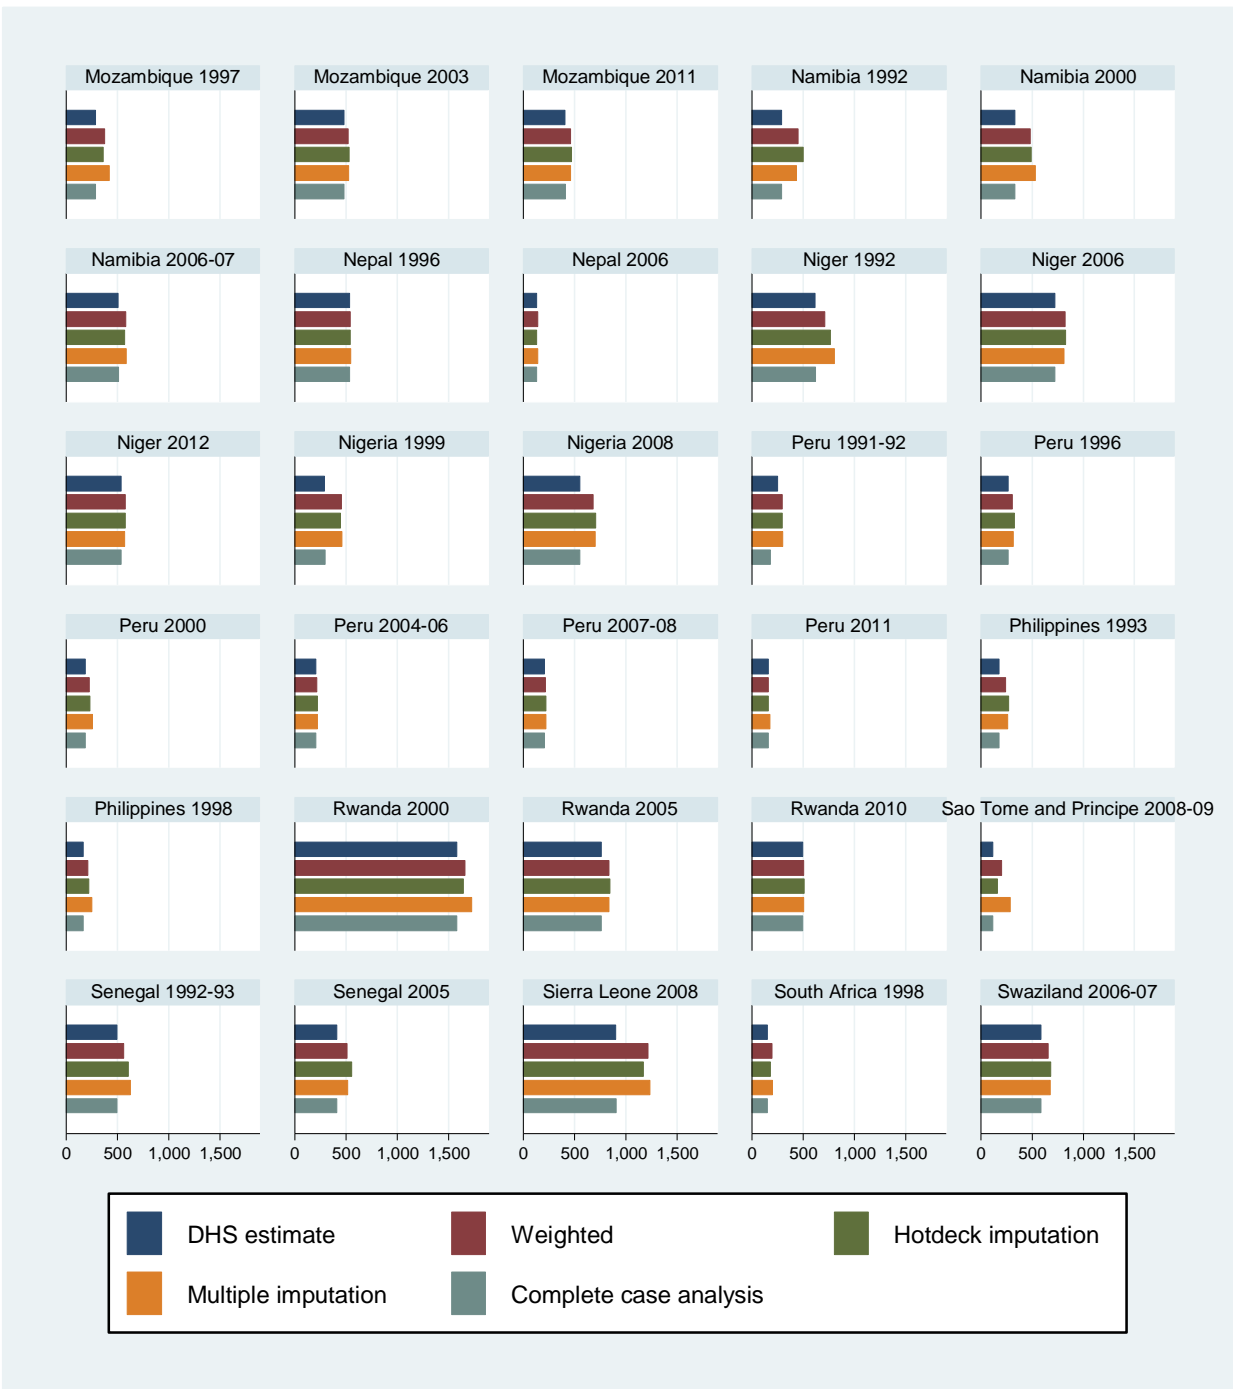 Mozambique 1997 Mozambique 2003 Mozambique 2011 Namibia 1992 Namibia 2000
Namibia 2006-07 Nepal 1996 Nepal 2006 Niger 1992 Niger 2006
Niger 2012 Nigeria 1999 Nigeria 2008 Peru 1991-92 Peru 1996
Peru 2000 Peru 2004-06 Peru 2007-08 Peru 2011 Philippines 1993
Philippines 1998 Rwanda 2000 Rwanda 2005 Rwanda 2010 Sao Tome and Principe 2008-09
Senegal 1992-93 Senegal 2005 Sierra Leone 2008 South Africa 1998 Swaziland 2006-07
0 500 1,000 1,500 0 500 1,000 1,500 0 500 1,000 1,500 0 500 1,000 1,500 0 500 1,000 1,500
DHS estimate Weighted Hotdeck imputation
Multiple imputation Complete case analysis